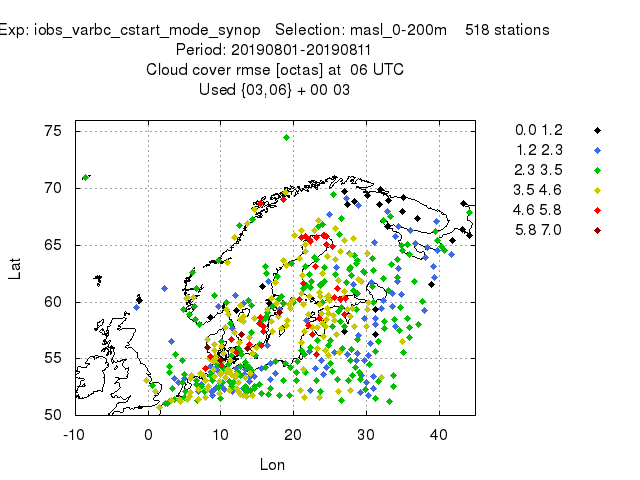 Exp: iobs_varbc_cstart_mode_synop Selection: masl_0-200m 518 stations
Period: 20190801-20190811
Cloud cover rmse [octas] at 06 UTC
Used {03,06} + 00 03
75
70
65
60
55
50
Lat
-10 0 10 20 30 40
Lon
0.0 1.2
1.2 2.3
2.3 3.5
3.5 4.6
4.6 5.8
5.8 7.0